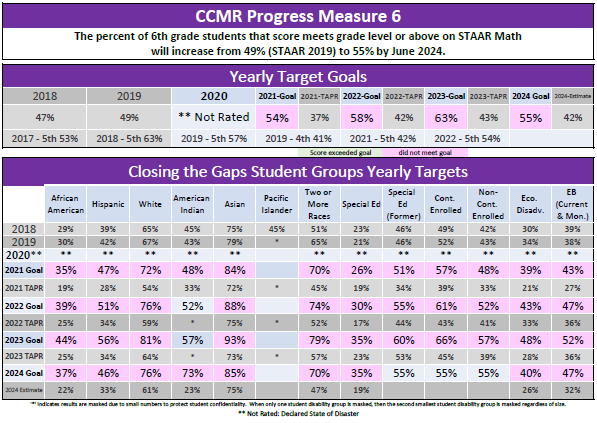 CCMR Progress Measure 6
The percent of 6th grade students that score meets grade level or above on STAAR Math
will increase from 49% (STAAR 2019) to 55% by June 2024.
Yearly Target Goals
2018 2019 2020 2021-Goal 2021-TAPR 2022-Goal 2022-TAPR 2023-Goal 2023-TAPR 2024 Goal 2024-Estimate
47% 49% ** Not Rated 54% 37% 58% 42% 63% 43% 55% 42%
2017 - 5th 53% 2018 - 5th 63% 2019 - 5th 57% 2019 - 4th 41% 2021 - 5th 42% 2022 - 5th 54%
Score exceeded goal did not meet goal
Closing the Gaps Student Groups Yearly Targets
African American Hispanic White American Indian Asian Pacific Islander Two or More Races Special Ed Special Ed (Former) Cont. Enrolled Non-Cont. Enrolled Eco. Disadv. EB (Current & Mon.)
2018 29% 39% 65% 45% 75% 45% 51% 23% 46% 49% 42% 30% 39%
2019 30% 42% 67% 43% 79% * 65% 21% 46% 52% 43% 34% 38%
2020** ** ** ** ** ** ** ** ** ** ** ** ** **
2021 Goal 35% 47% 72% 48% 84% 70% 26% 51% 57% 48% 39% 43%
2021 TAPR 19% 28% 54% 33% 72% * 45% 19% 34% 39% 33% 21% 27%
2022 Goal 39% 51% 76% 52% 88% 74% 30% 55% 61% 52% 43% 47%
2022 TAPR 25% 34% 59% * 75% * 52% 17% 44% 43% 41% 33% 36%
2023 Goal 44% 56% 81% 57% 93% 79% 35% 60% 66% 57% 48% 52%
2023 TAPR 25% 34% 64% * 73% * 57% 23% 53% 45% 39% 28% 36%
2024 Goal 37% 46% 76% 73% 85% 70% 35% 55% 55% 55% 40% 47%
2024 Estimate 22% 33% 61% 23% 75% 47% 19% 26% 32%
'*' Indicates results are masked due to small numbers to protect student confidentiality. When only one student disability group is masked, then the second smallest student disability group is masked regardless of size.
** Not Rated: Declared State of Disaster